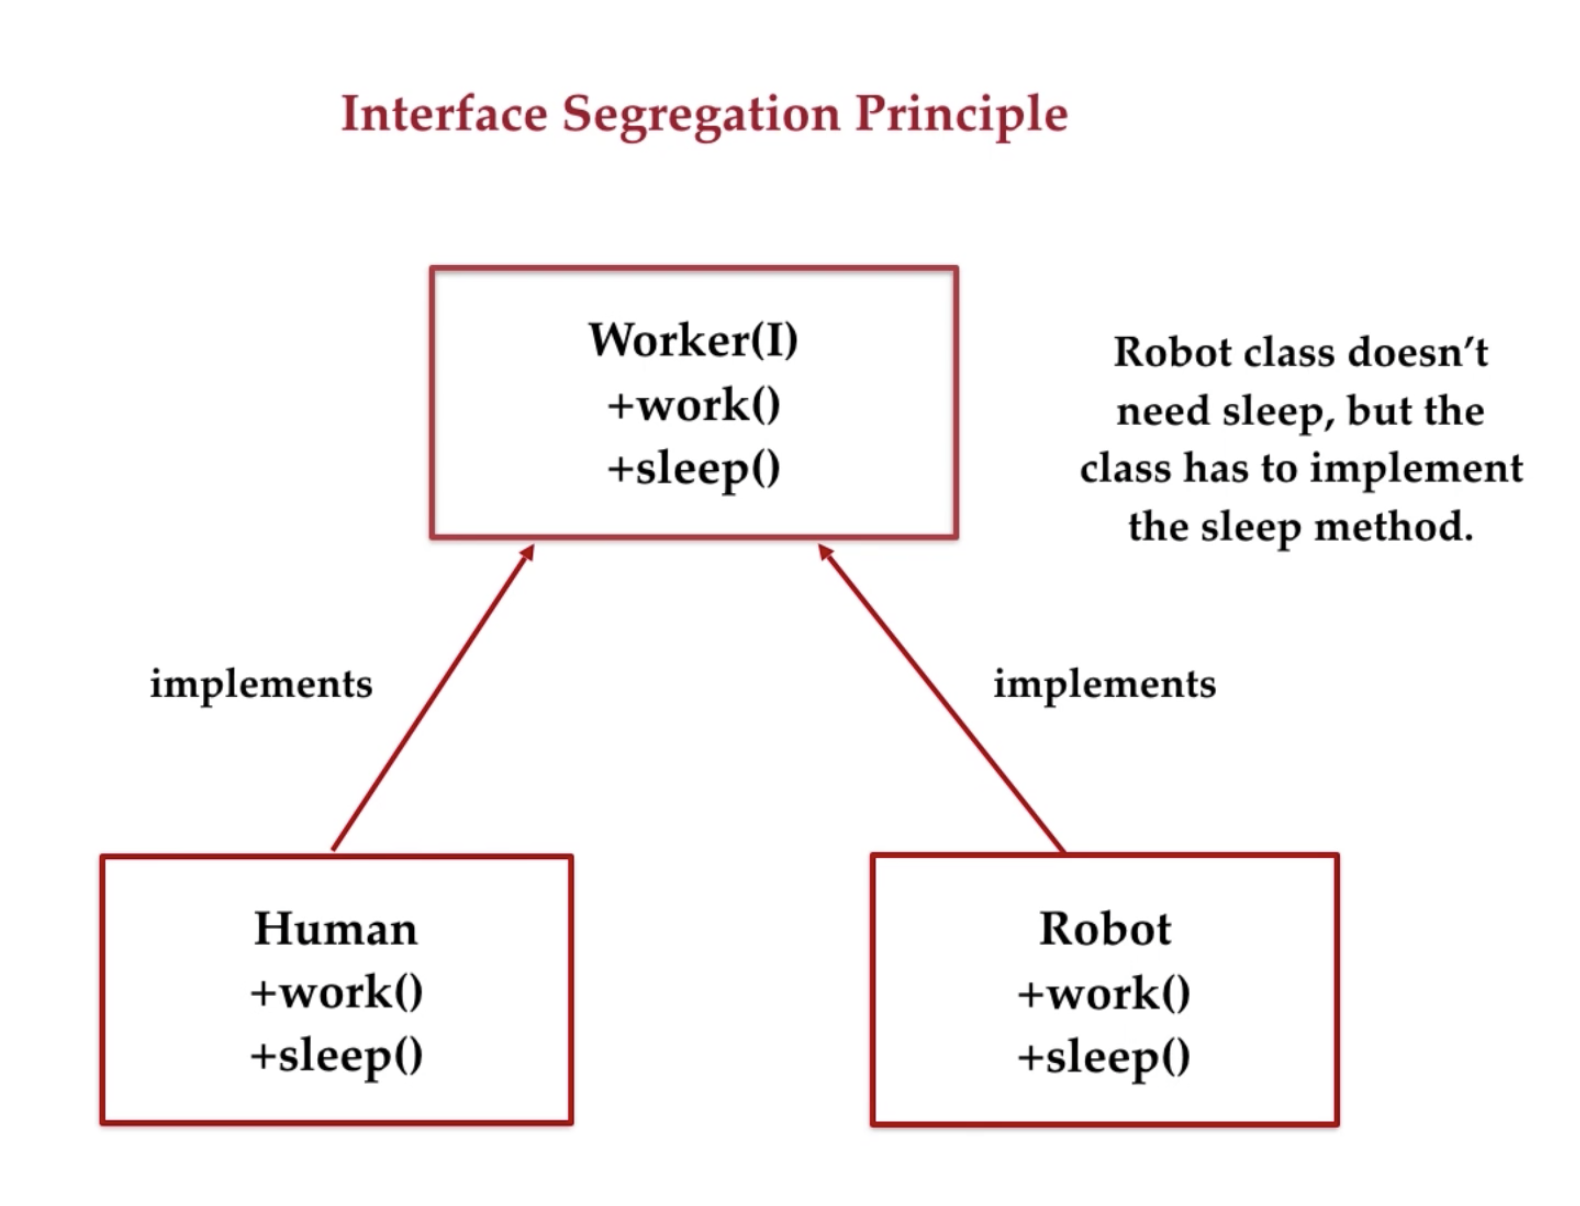 Interface Segregation Principle
Worker(I)
+work()
+sleep()
Robot class doesn’t
need sleep, but the
class has to implement
the sleep method.
implements
implements
Human
+work()
+sleep()
Robot
+work()
+sleep()